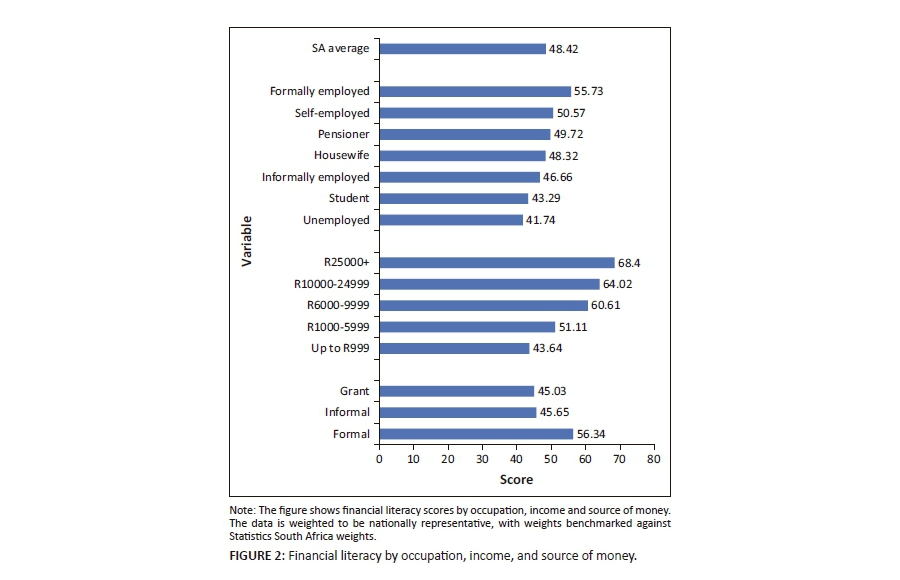 SA average 48.42
Formally employed 55.73
Self-employed 50.57
Pensioner 49.72
Housewife 48.32
Informally employed 46.66
Student 43.29
Unemployed 41.74
Variable
R25000+ 68.4
R10000-24999 64.02
R6000-9999 60.61
R1000-5999 51.11
Up to R999 43.64
Grant 45.03
Informal 45.65
Formal 56.34
0 10 20 30 40 50 60 70 80
Score
Note: The figure shows financial literacy scores by occupation, income and source of money.
The data is weighted to be nationally representative, with weights benchmarked against
Statistics South Africa weights.
FIGURE 2: Financial literacy by occupation, income, and source of money.